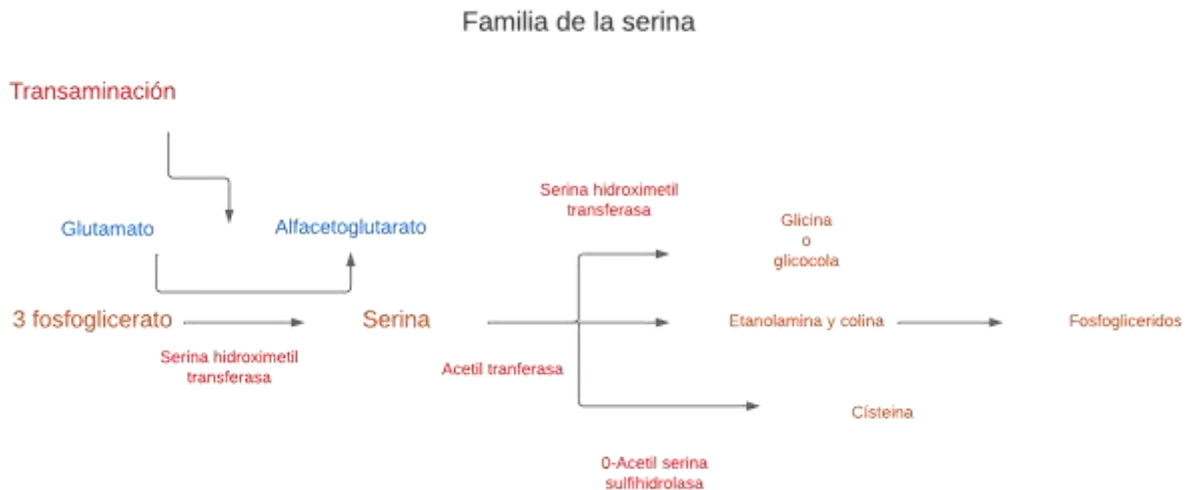 Familia de la serina
Transaminación
Serina hidroximetil
transferasa
Glutamato
Alfacetoglutarato
Glicina
o
glicocola
3 fosfoglicerato
Serina
Etanolamina y colina
Fosfogliceridos
Serina hidroximetil
transferasa
Acetil tranferasa
Císteina
0-Acetil serina
sulfihidrolasa